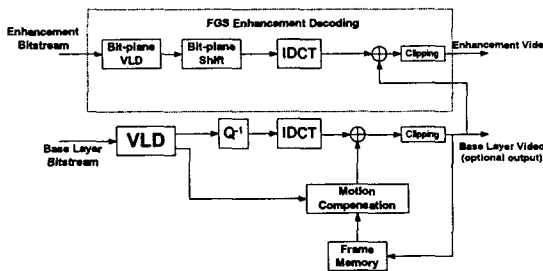 FGS Enhancement Decoding
Enhancement
Bitstream
Bit-plane
VLD
Bit-plane
Shift
IDCT
Clipping
Enhancement Vide
Base Layer
Bitstream
VLD
Q-1
IDCT
Clipping
Base Layer Video
(optional output)
Motion
Compensation
Frame
Memory